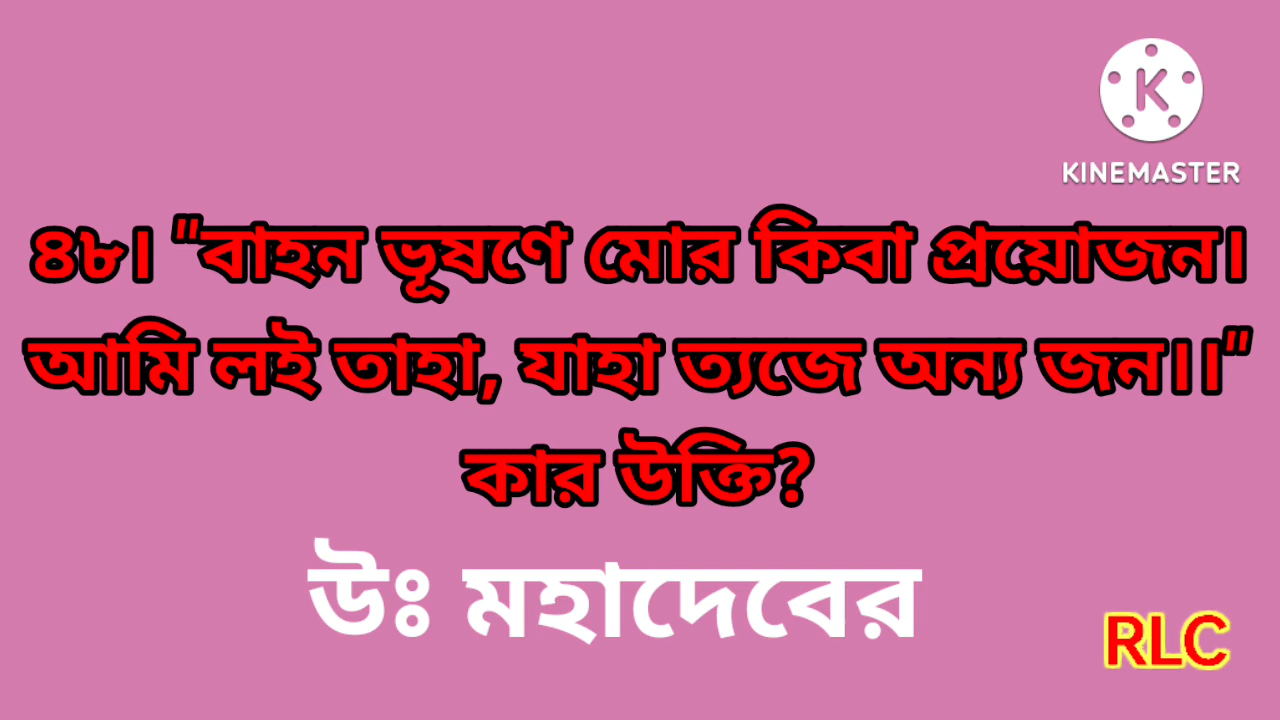 KINEMASTER
৪৮। "বাহন ভূষণে মোর কিবা প্রয়োজন।
আমি লই তাহা, যাহা ত্যজে অন্য জন।।"
কার উক্তি?
উঃ মহাদেবের
RLC